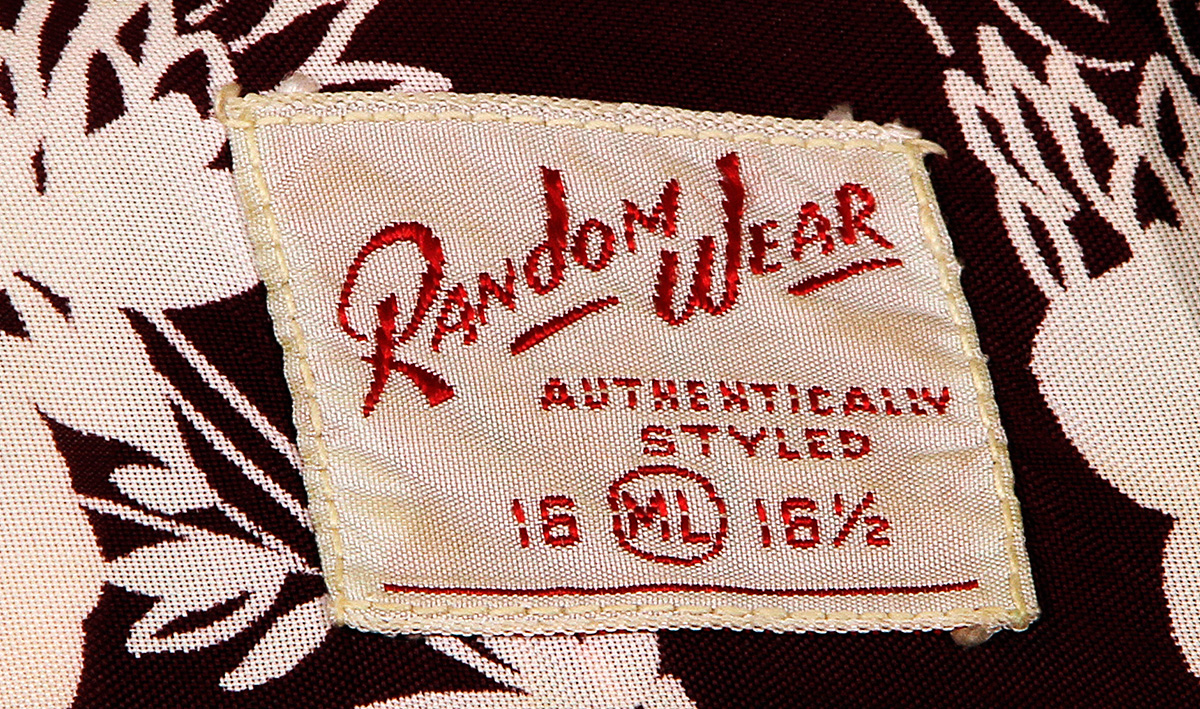 RANDOM WEAR
AUTHENTICALLY
STYLED
16 ML 16½